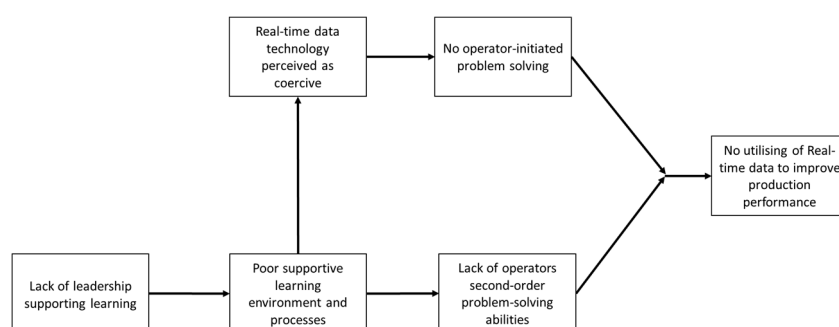 Real-time data
technology
perceived as
coercive
No operator-initiated
problem solving
No utilising of Real-
time data to improve
production
performance
Lack of leadership
supporting learning
Poor supportive
learning
environment and
processes
Lack of operators
second-order
problem-solving
abilities